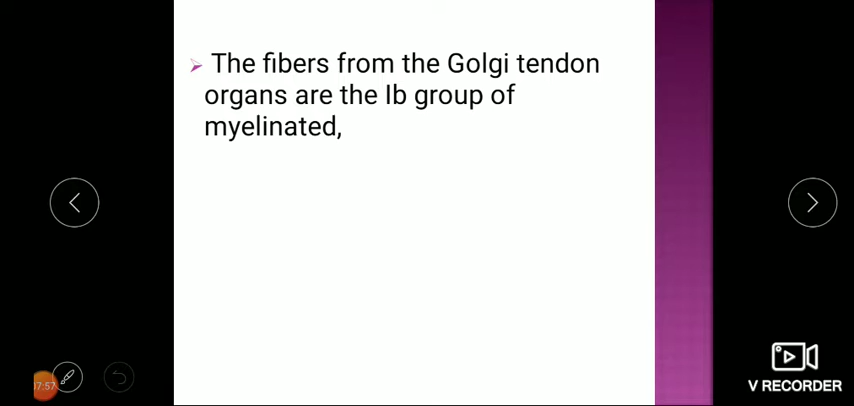 The fibers from the Golgi tendon
organs are the Ib group of
myelinated,
V RECORDER